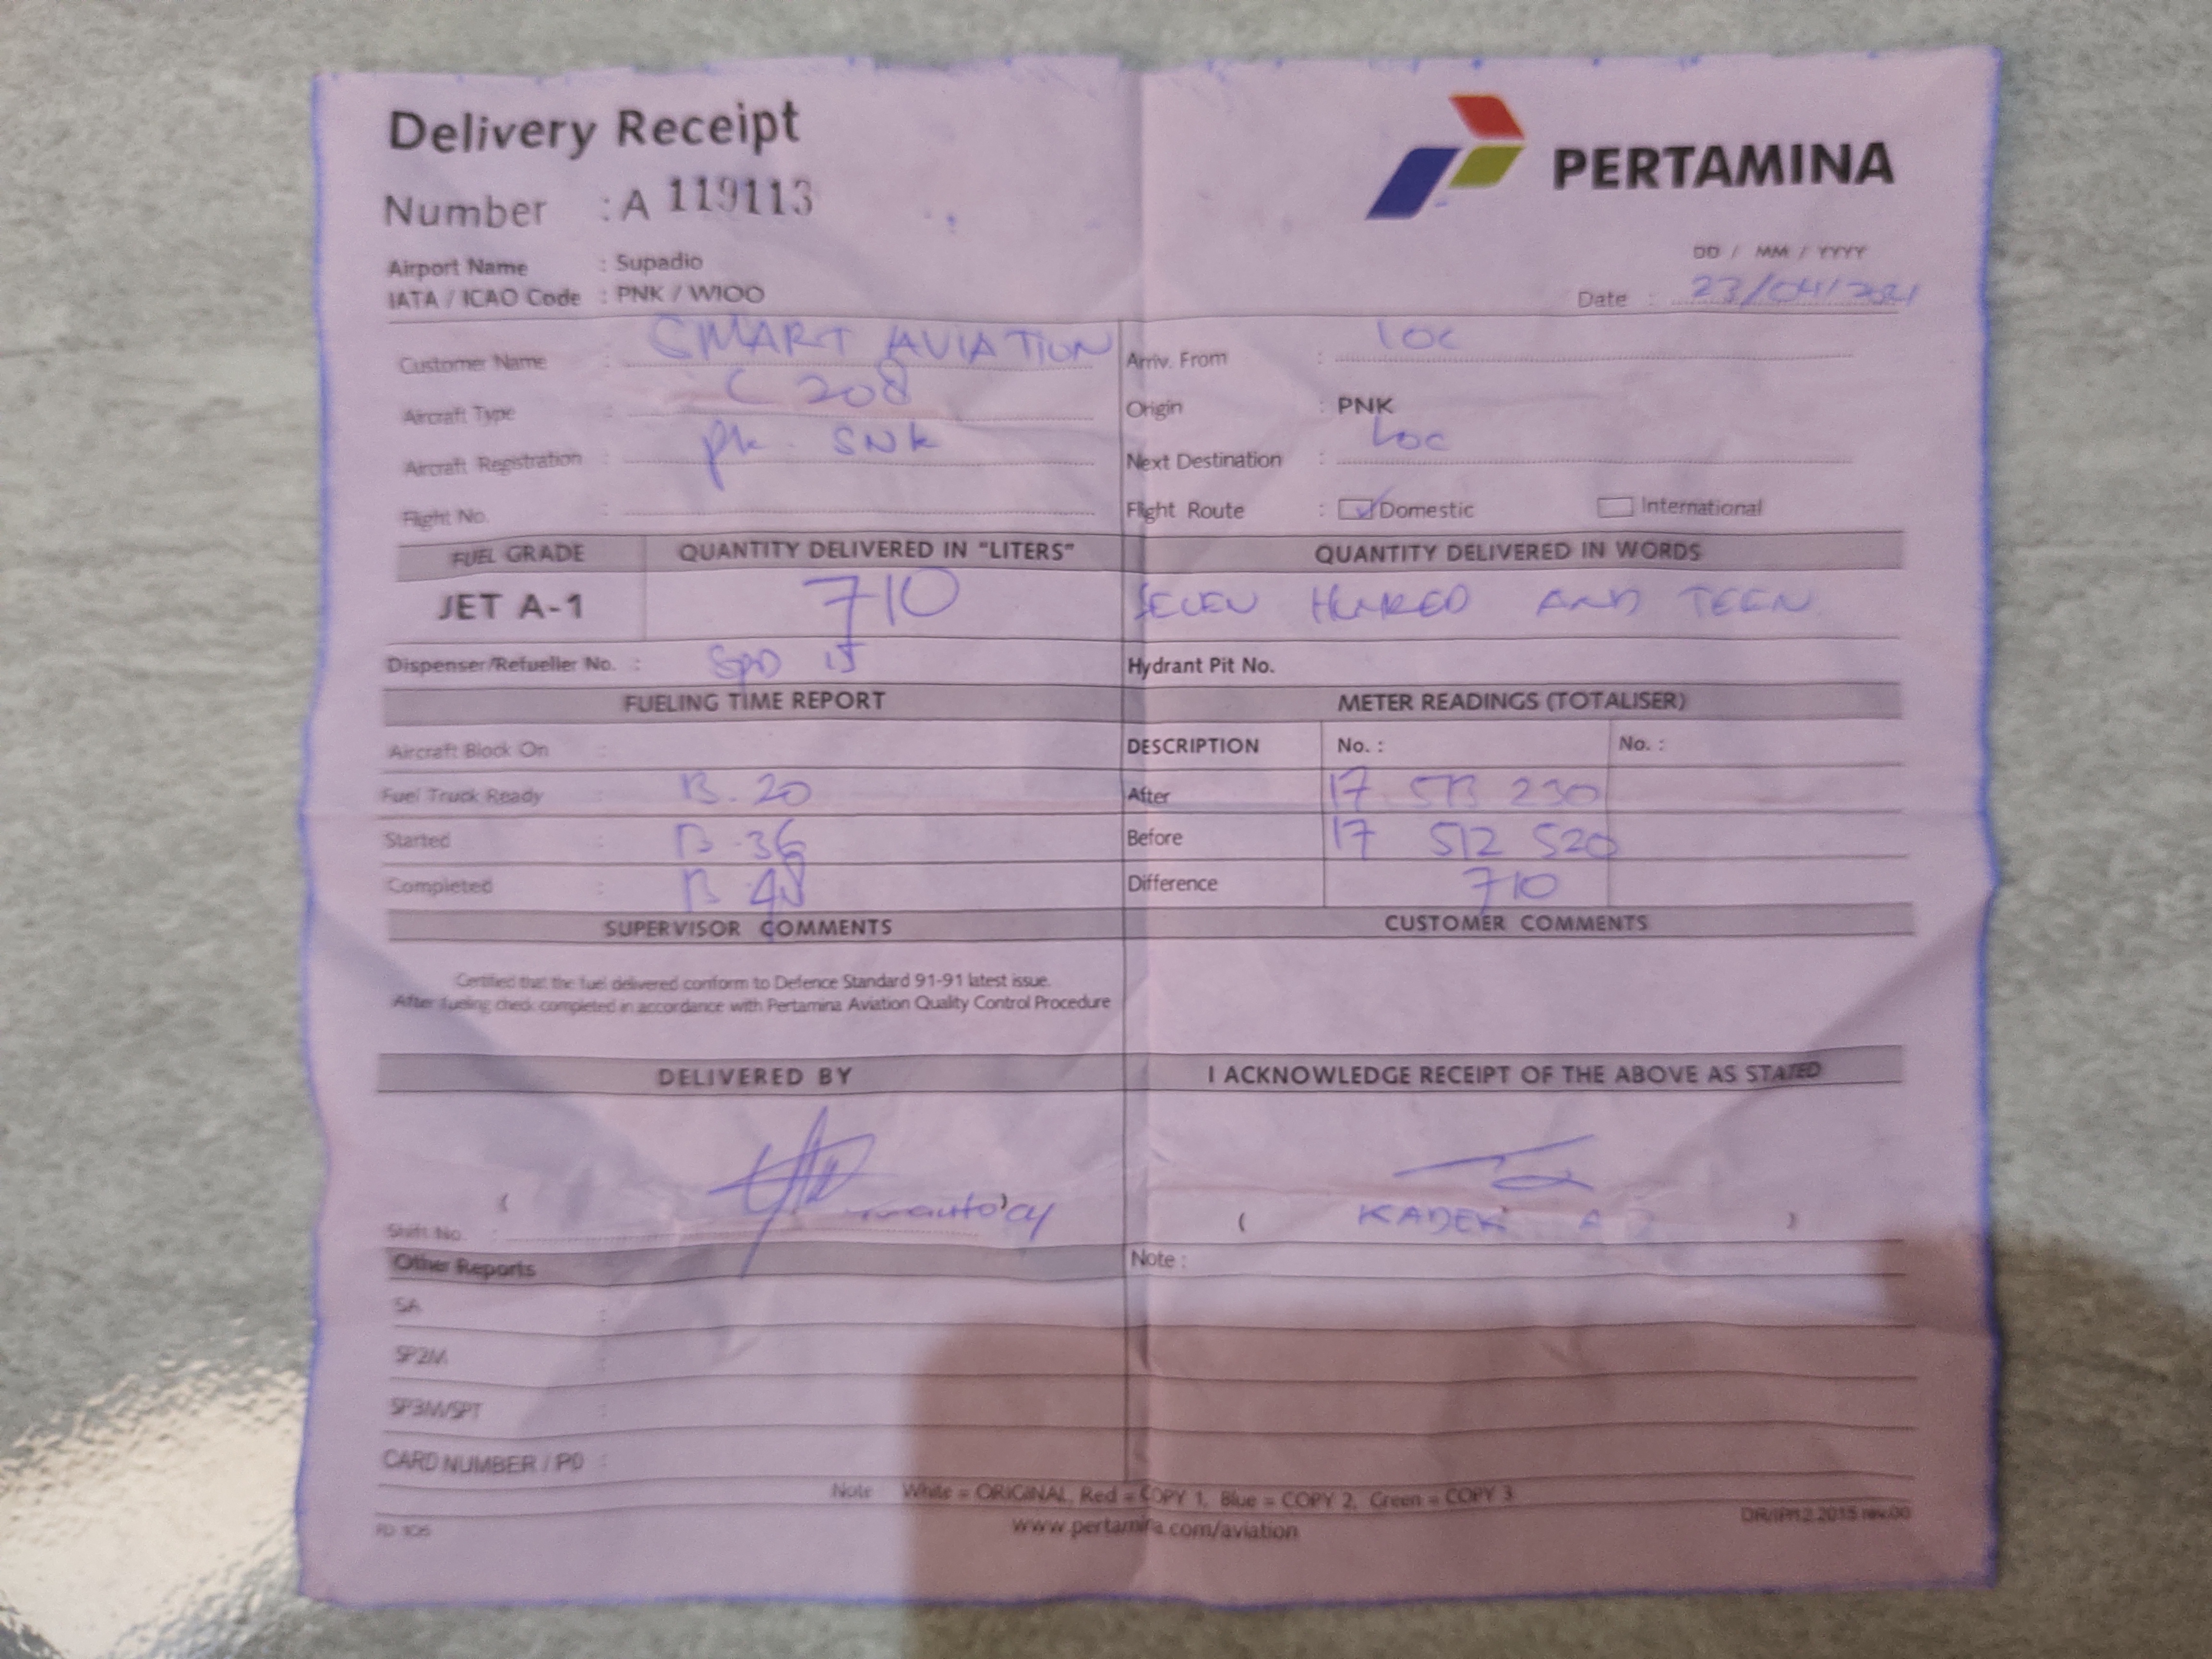 Delivery Receipt
PERTAMINA
Number : A 119113
DD / MM / YYYY
Airport Name : Supadio
IATA / ICAO Code : PNK / WIOO
Date : 23/04/2021
Customer Name : SMART AVIATION
Arriv. From : LOC
Aircraft Type : C 208
Origin : PNK
Aircraft Registration : pk. SNK
Next Destination : LOC
Flight No.
Flight Route : Domestic International
FUEL GRADE QUANTITY DELIVERED IN "LITERS" QUANTITY DELIVERED IN WORDS
JET A-1 710 SEVEN HUNRED AND TEEN
Dispenser/Refueller No. : SPD 15 Hydrant Pit No.
FUELING TIME REPORT METER READINGS (TOTALISER)
Aircraft Block On : DESCRIPTION No. : No. :
Fuel Truck Ready : 13.20 After 17 513 230
Started : 13.36 Before 17 512 520
Completed : 13.48 Difference 710
SUPERVISOR COMMENTS CUSTOMER COMMENTS
Certified that the fuel delivered conform to Defence Standard 91-91 latest issue.
After fueling check completed in accordance with Pertamina Aviation Quality Control Procedure
DELIVERED BY I ACKNOWLEDGE RECEIPT OF THE ABOVE AS STATED
( )
( KADEK A )
Shift No. :
Other Reports Note :
SA :
SP2M :
SP3M/SPT :
CARD NUMBER / PD :
Note White = ORIGINAL, Red = COPY 1, Blue = COPY 2, Green = COPY 3
www.pertamina.com/aviation